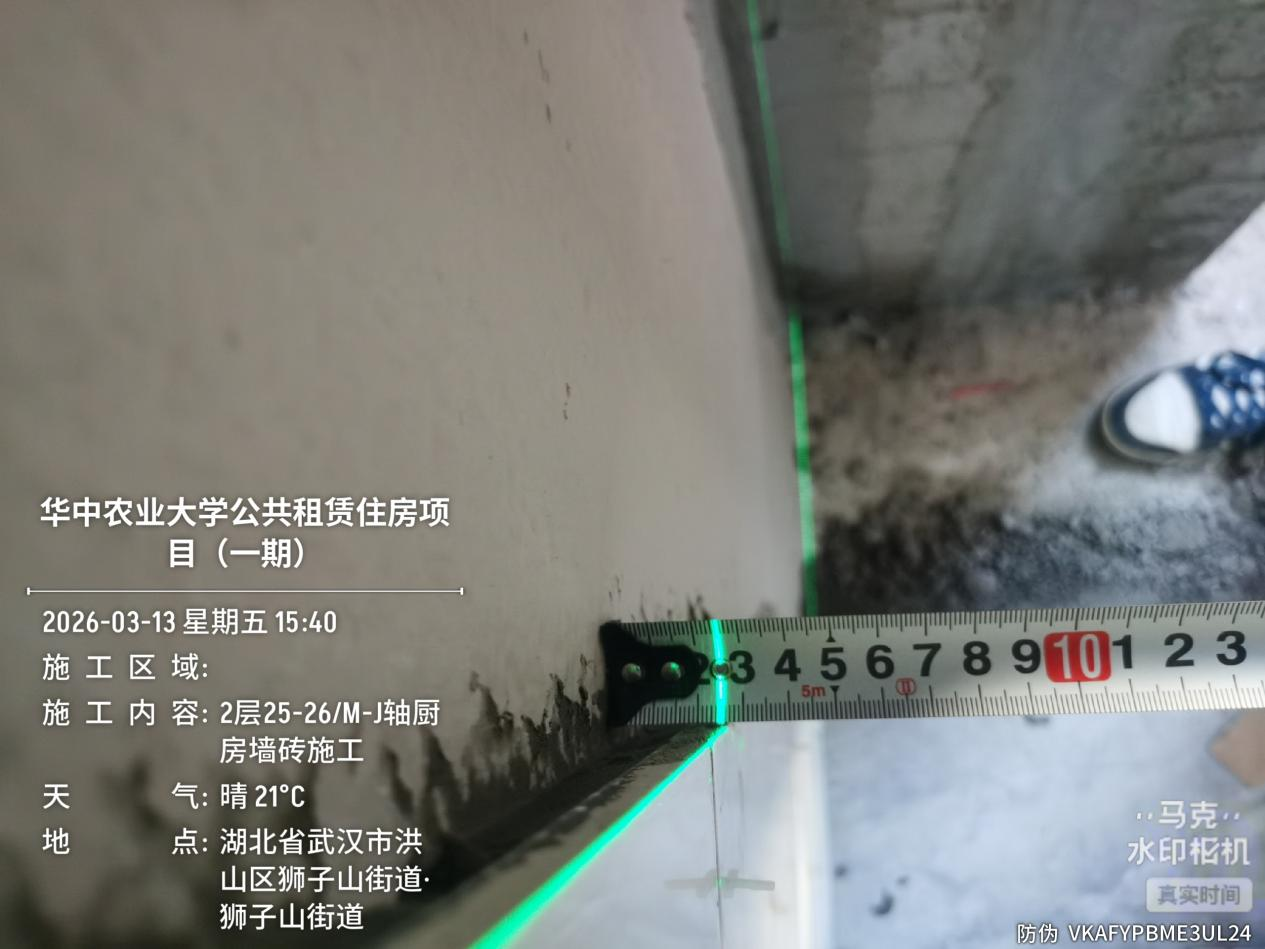 华中农业大学公共租赁住房项
目（一期）
2026-03-13 星期五 15:40
施工区域:
施工内容: 2层25-26/M-J轴厨
房墙砖施工
天气: 晴 21°C
地点: 湖北省武汉市洪
山区狮子山街道·
狮子山街道
2 3 4 5 6 7 8 9 10 1 2 3
5m
马克
水印相机
真实时间
防伪 VKAFYPBME3UL24